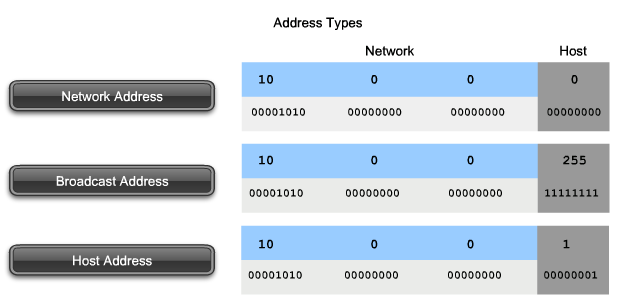 Address Types
Network Host
10 0 0 0
Network Address
00001010 00000000 00000000 00000000
10 0 0 255
Broadcast Address
00001010 00000000 00000000 11111111
10 0 0 1
Host Address
00001010 00000000 00000000 00000001